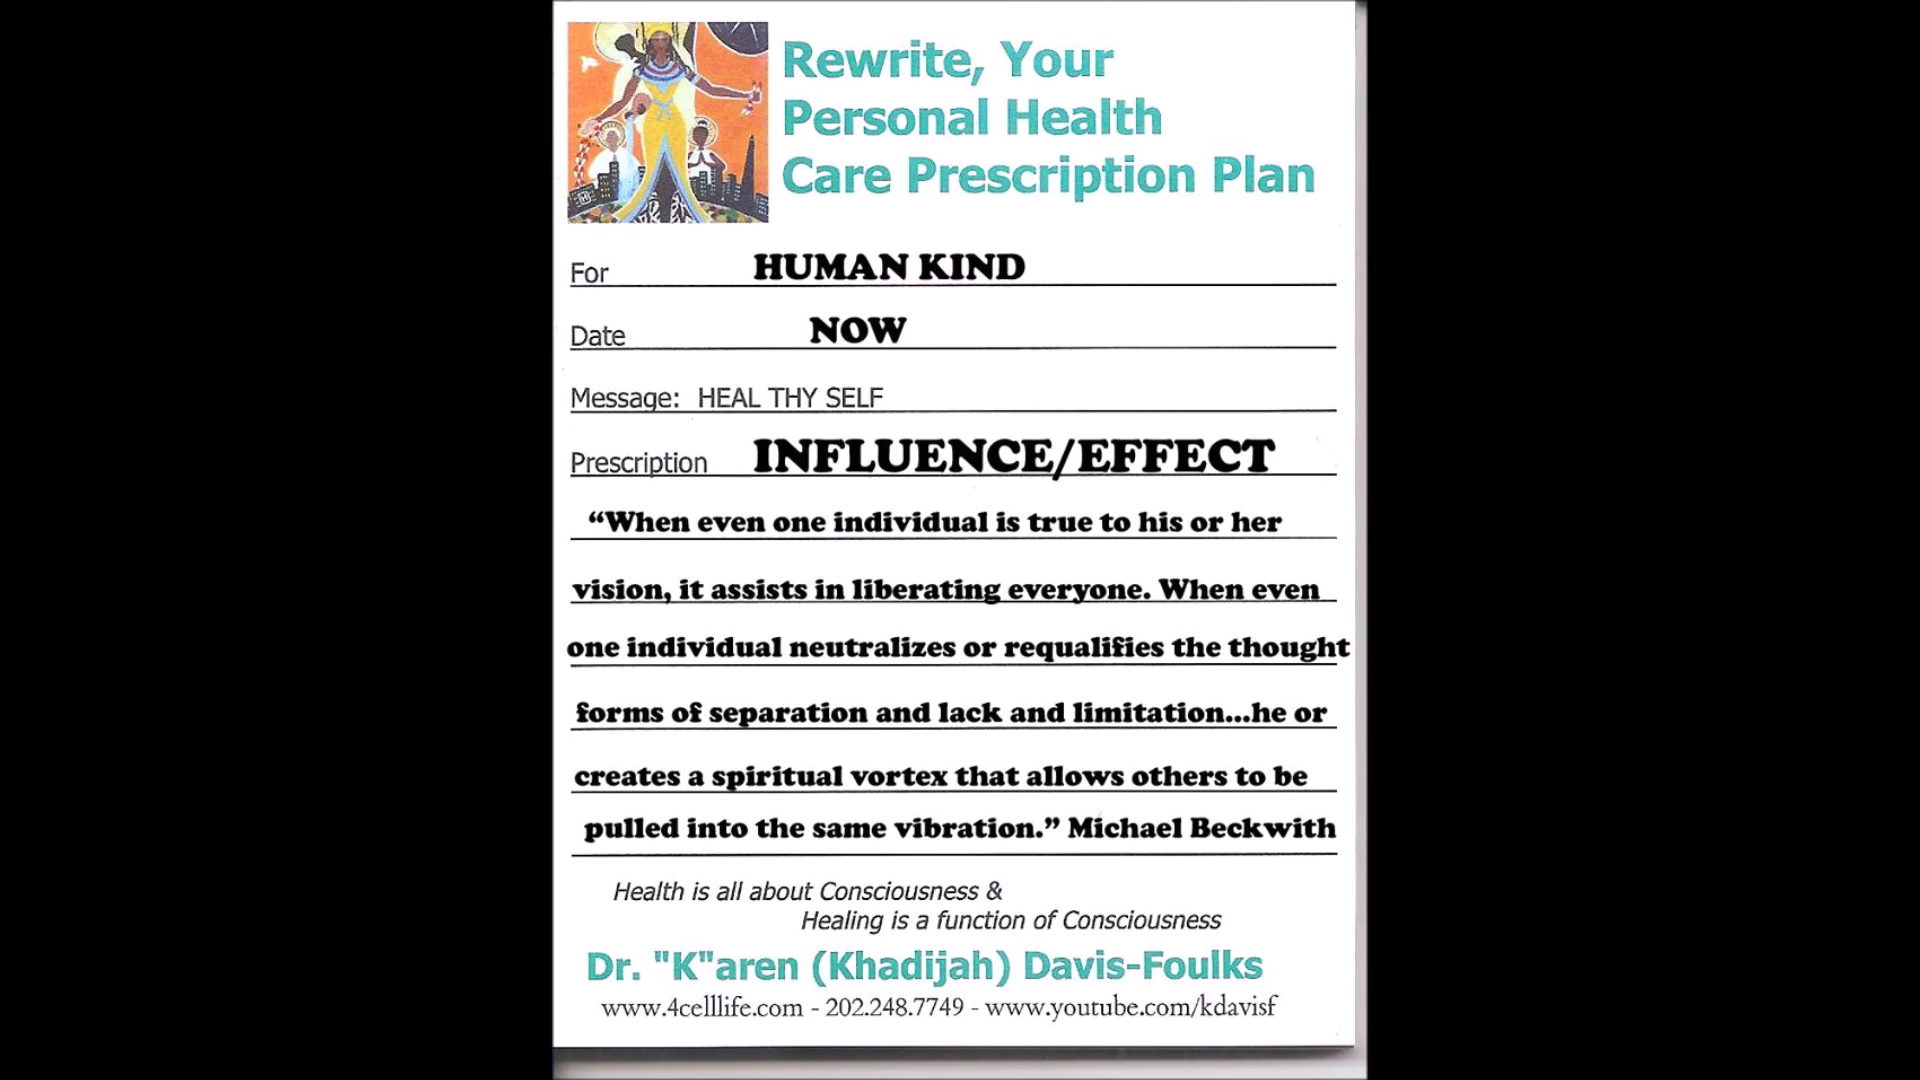 Rewrite, Your
Personal Health
Care Prescription Plan
For HUMAN KIND
Date NOW
Message: HEAL THY SELF
Prescription INFLUENCE/EFFECT
“When even one individual is true to his or her
vision, it assists in liberating everyone. When even
one individual neutralizes or requalifies the thought
forms of separation and lack and limitation...he or
creates a spiritual vortex that allows others to be
pulled into the same vibration.” Michael Beckwith
Health is all about Consciousness &
Healing is a function of Consciousness
Dr. "K"aren (Khadijah) Davis-Foulks
www.4celllife.com - 202.248.7749 - www.youtube.com/kdavisf